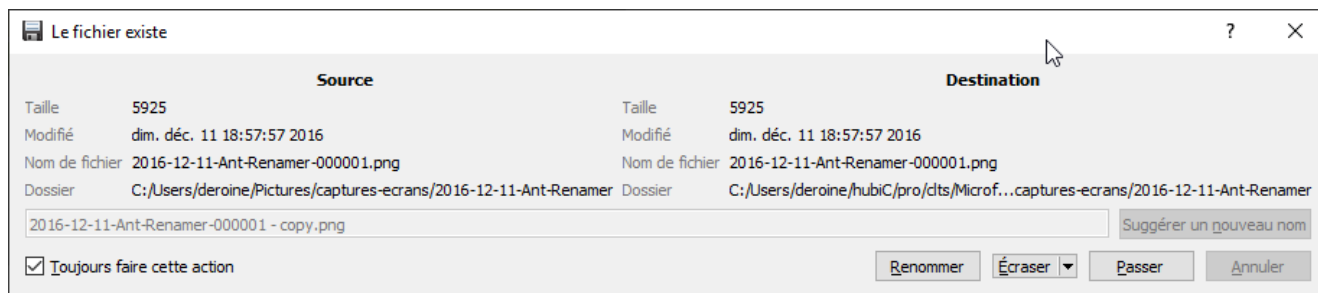 Le fichier existe
?
Source Destination
Taille 5925 Taille 5925
Modifié dim. déc. 11 18:57:57 2016 Modifié dim. déc. 11 18:57:57 2016
Nom de fichier 2016-12-11-Ant-Renamer-000001.png Nom de fichier 2016-12-11-Ant-Renamer-000001.png
Dossier C:/Users/deroine/Pictures/captures-ecrans/2016-12-11-Ant-Renamer Dossier C:/Users/deroine/hubiC/pro/clts/Microf...captures-ecrans/2016-12-11-Ant-Renamer
2016-12-11-Ant-Renamer-000001 - copy.png Suggérer un nouveau nom
Toujours faire cette action Renommer Écraser Passer Annuler